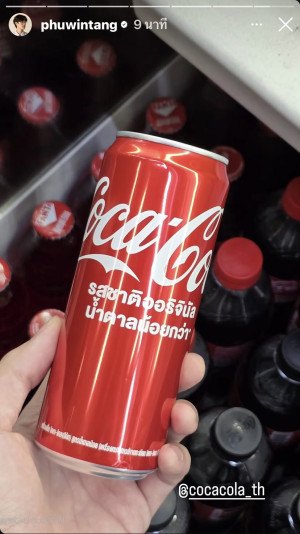 phuwintang 9 นาที
Coca-Cola
รสชาติออริจินัล
น้ำตาลน้อยกว่า
@cocacola_th